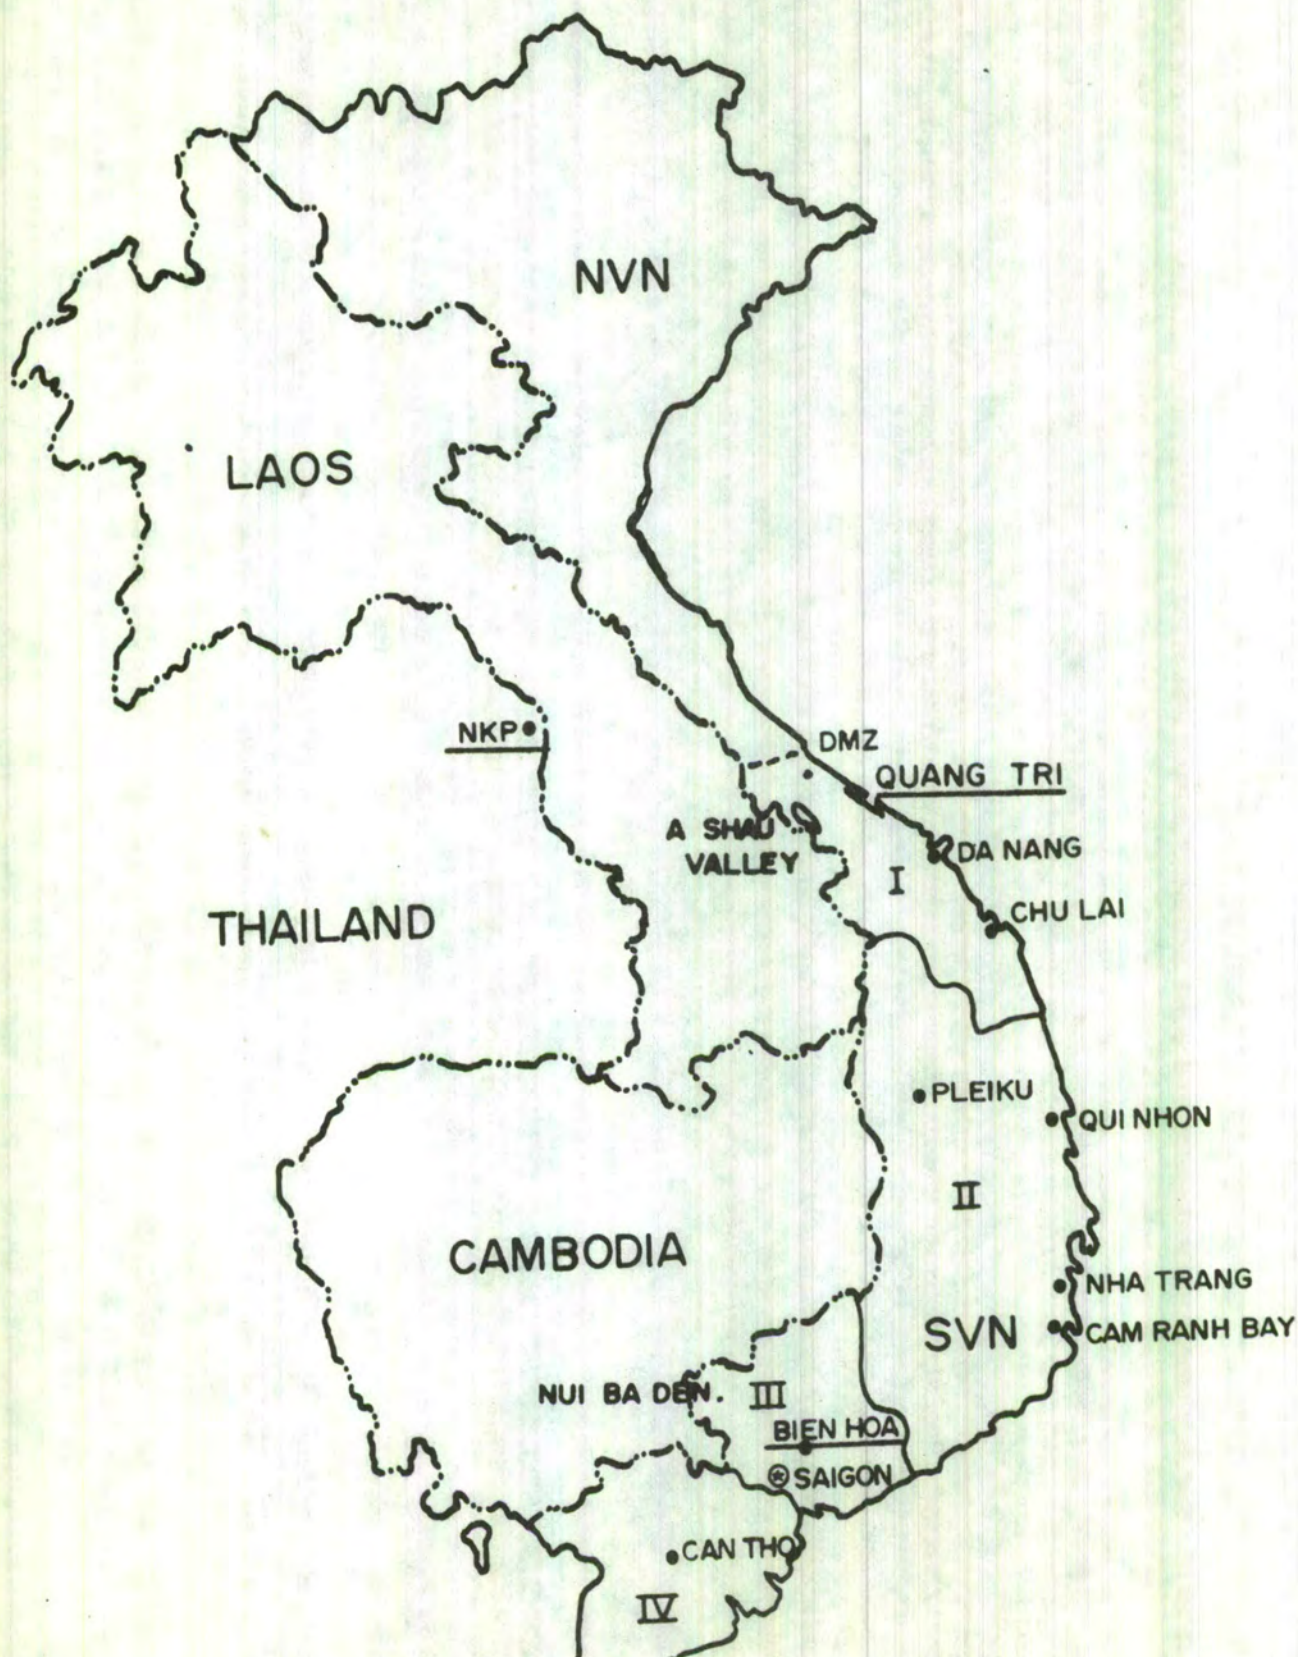 NVN
LAOS
NKP
DMZ
QUANG TRI
A SHAU
VALLEY
DA NANG
I
CHU LAI
THAILAND
PLEIKU
QUI NHON
II
CAMBODIA
NHA TRANG
SVN
CAM RANH BAY
NUI BA DEN.
III
BIEN HOA
SAIGON
CAN THO
IV